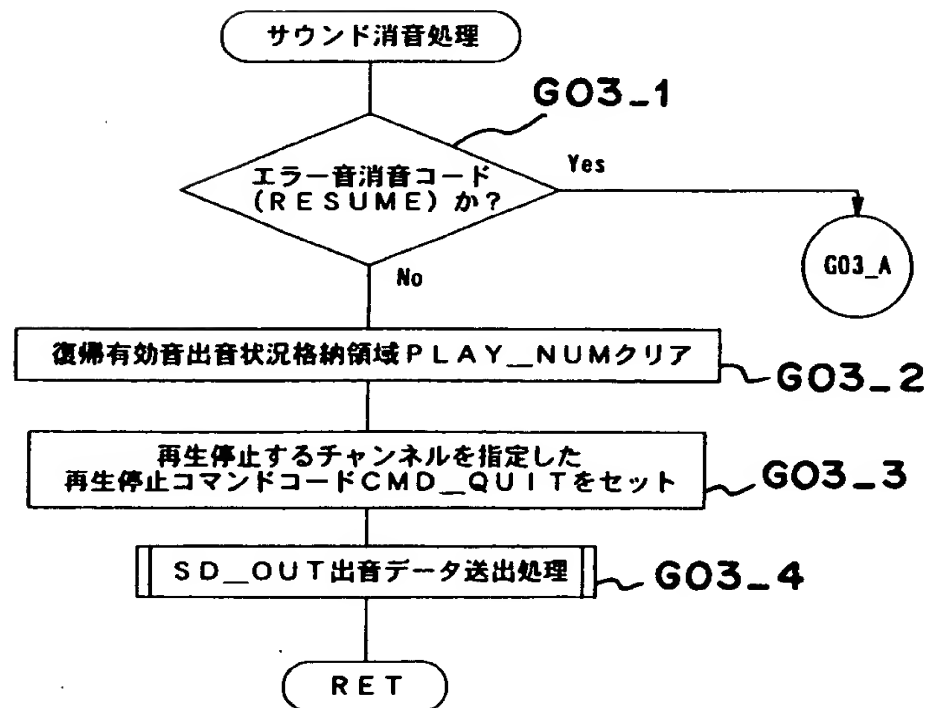 サウンド消音処理
G03_1
エラー音消音コード
(RESUME)か?
Yes
G03_A
No
復帰有効音出音状況格納領域PLAY__NUMクリア
G03_2
再生停止するチャンネルを指定した
再生停止コマンドコードCMD__QUITをセット
G03_3
SD__OUT出音データ送出処理
G03_4
RET